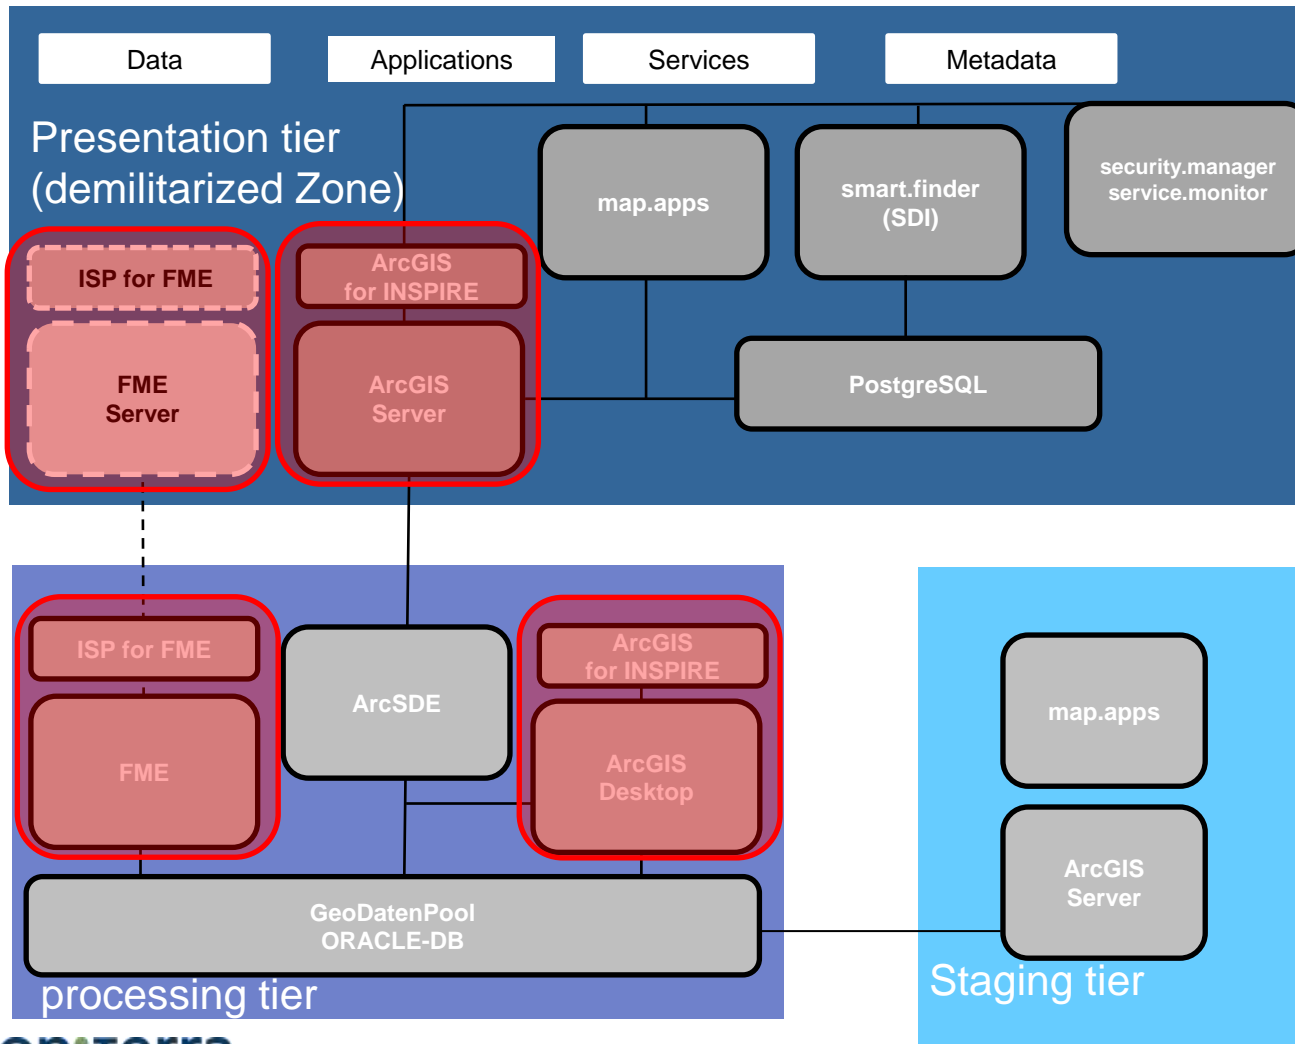 Data
Applications
Services
Metadata
Presentation tier
(demilitarized Zone)
map.apps
smart.finder
(SDI)
security.manager
service.monitor
ISP for FME
FME
Server
ArcGIS
for INSPIRE
ArcGIS
Server
PostgreSQL
ISP for FME
FME
ArcSDE
ArcGIS
for INSPIRE
ArcGIS
Desktop
map.apps
ArcGIS
Server
GeoDatenPool
ORACLE-DB
processing tier
Staging tier